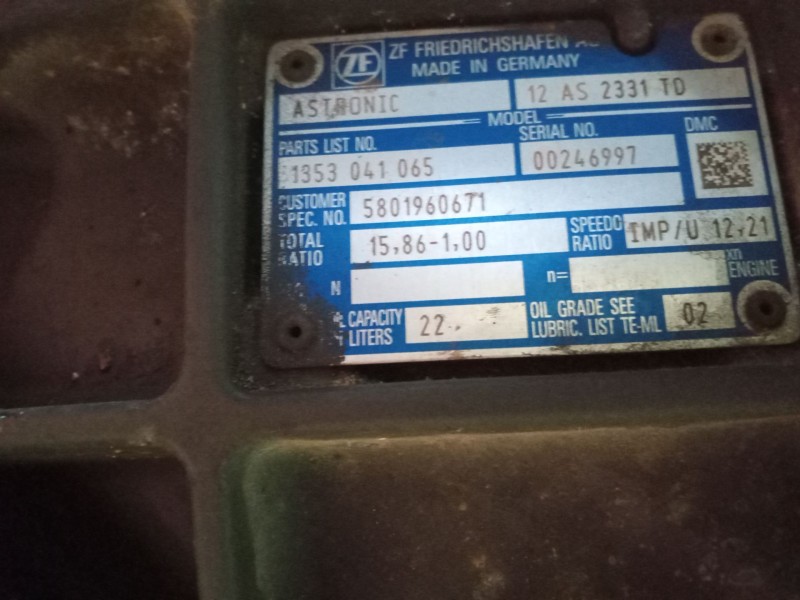 ZF
ZF FRIEDRICHSHAFEN
MADE IN GERMANY
ASTRONIC 12 AS 2331 TD
MODEL
PARTS LIST NO. SERIAL NO. DMC
1353 041 065 00246997
CUSTOMER SPEC. NO. 5801960671
TOTAL RATIO 15,86-1,00 SPEEDO RATIO IMP/U 12,21
N n= xn ENGINE
CAPACITY LITERS 22 OIL GRADE SEE LUBRIC. LIST TE-ML 02